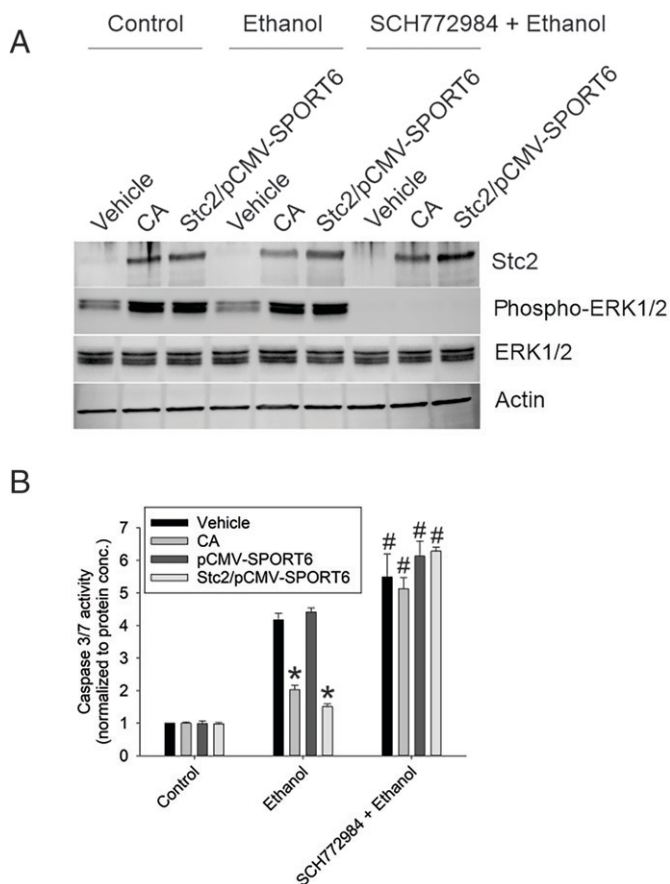 A
Control Ethanol SCH772984 + Ethanol
Vehicle CA Stc2/pCMV-SPORT6 Vehicle CA Stc2/pCMV-SPORT6 Vehicle CA Stc2/pCMV-SPORT6
Stc2
Phospho-ERK1/2
ERK1/2
Actin
B
Vehicle
CA
pCMV-SPORT6
Stc2/pCMV-SPORT6
Caspase 3/7 activity
(normalized to protein conc.)
7
6
5
4
3
2
1
0
* *
# # # #
Control
Ethanol
SCH772984 + Ethanol